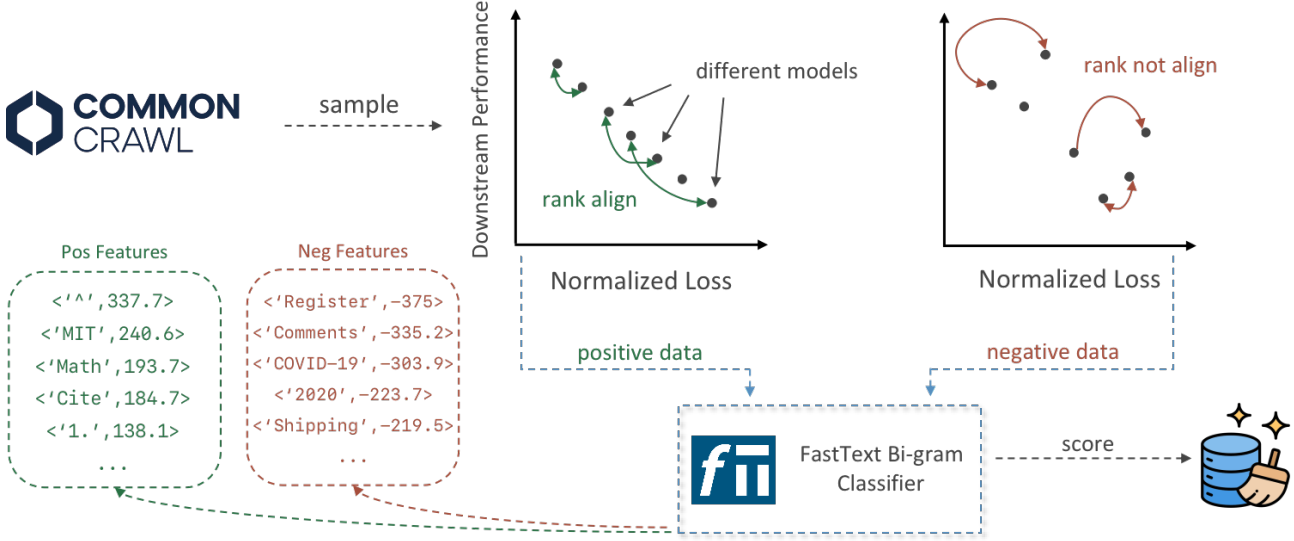 COMMON
CRAWL
sample
Downstream Performance
different models
rank align
Normalized Loss
rank not align
Normalized Loss
Pos Features
<‘^’,337.7>
<‘MIT’,240.6>
<‘Math’,193.7>
<‘Cite’,184.7>
<‘1.’,138.1>
...
Neg Features
<‘Register’,−375>
<‘Comments’,−335.2>
<‘COVID-19’,−303.9>
<‘2020’,−223.7>
<‘Shipping’,−219.5>
...
positive data
negative data
fT
FastText Bi-gram
Classifier
score